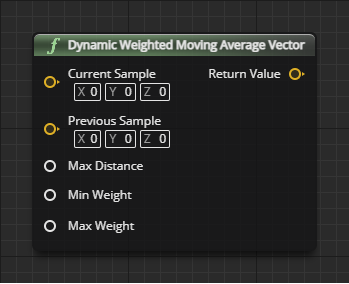 f Dynamic Weighted Moving Average Vector
Current Sample Return Value
X 0 Y 0 Z 0
Previous Sample
X 0 Y 0 Z 0
Max Distance
Min Weight
Max Weight